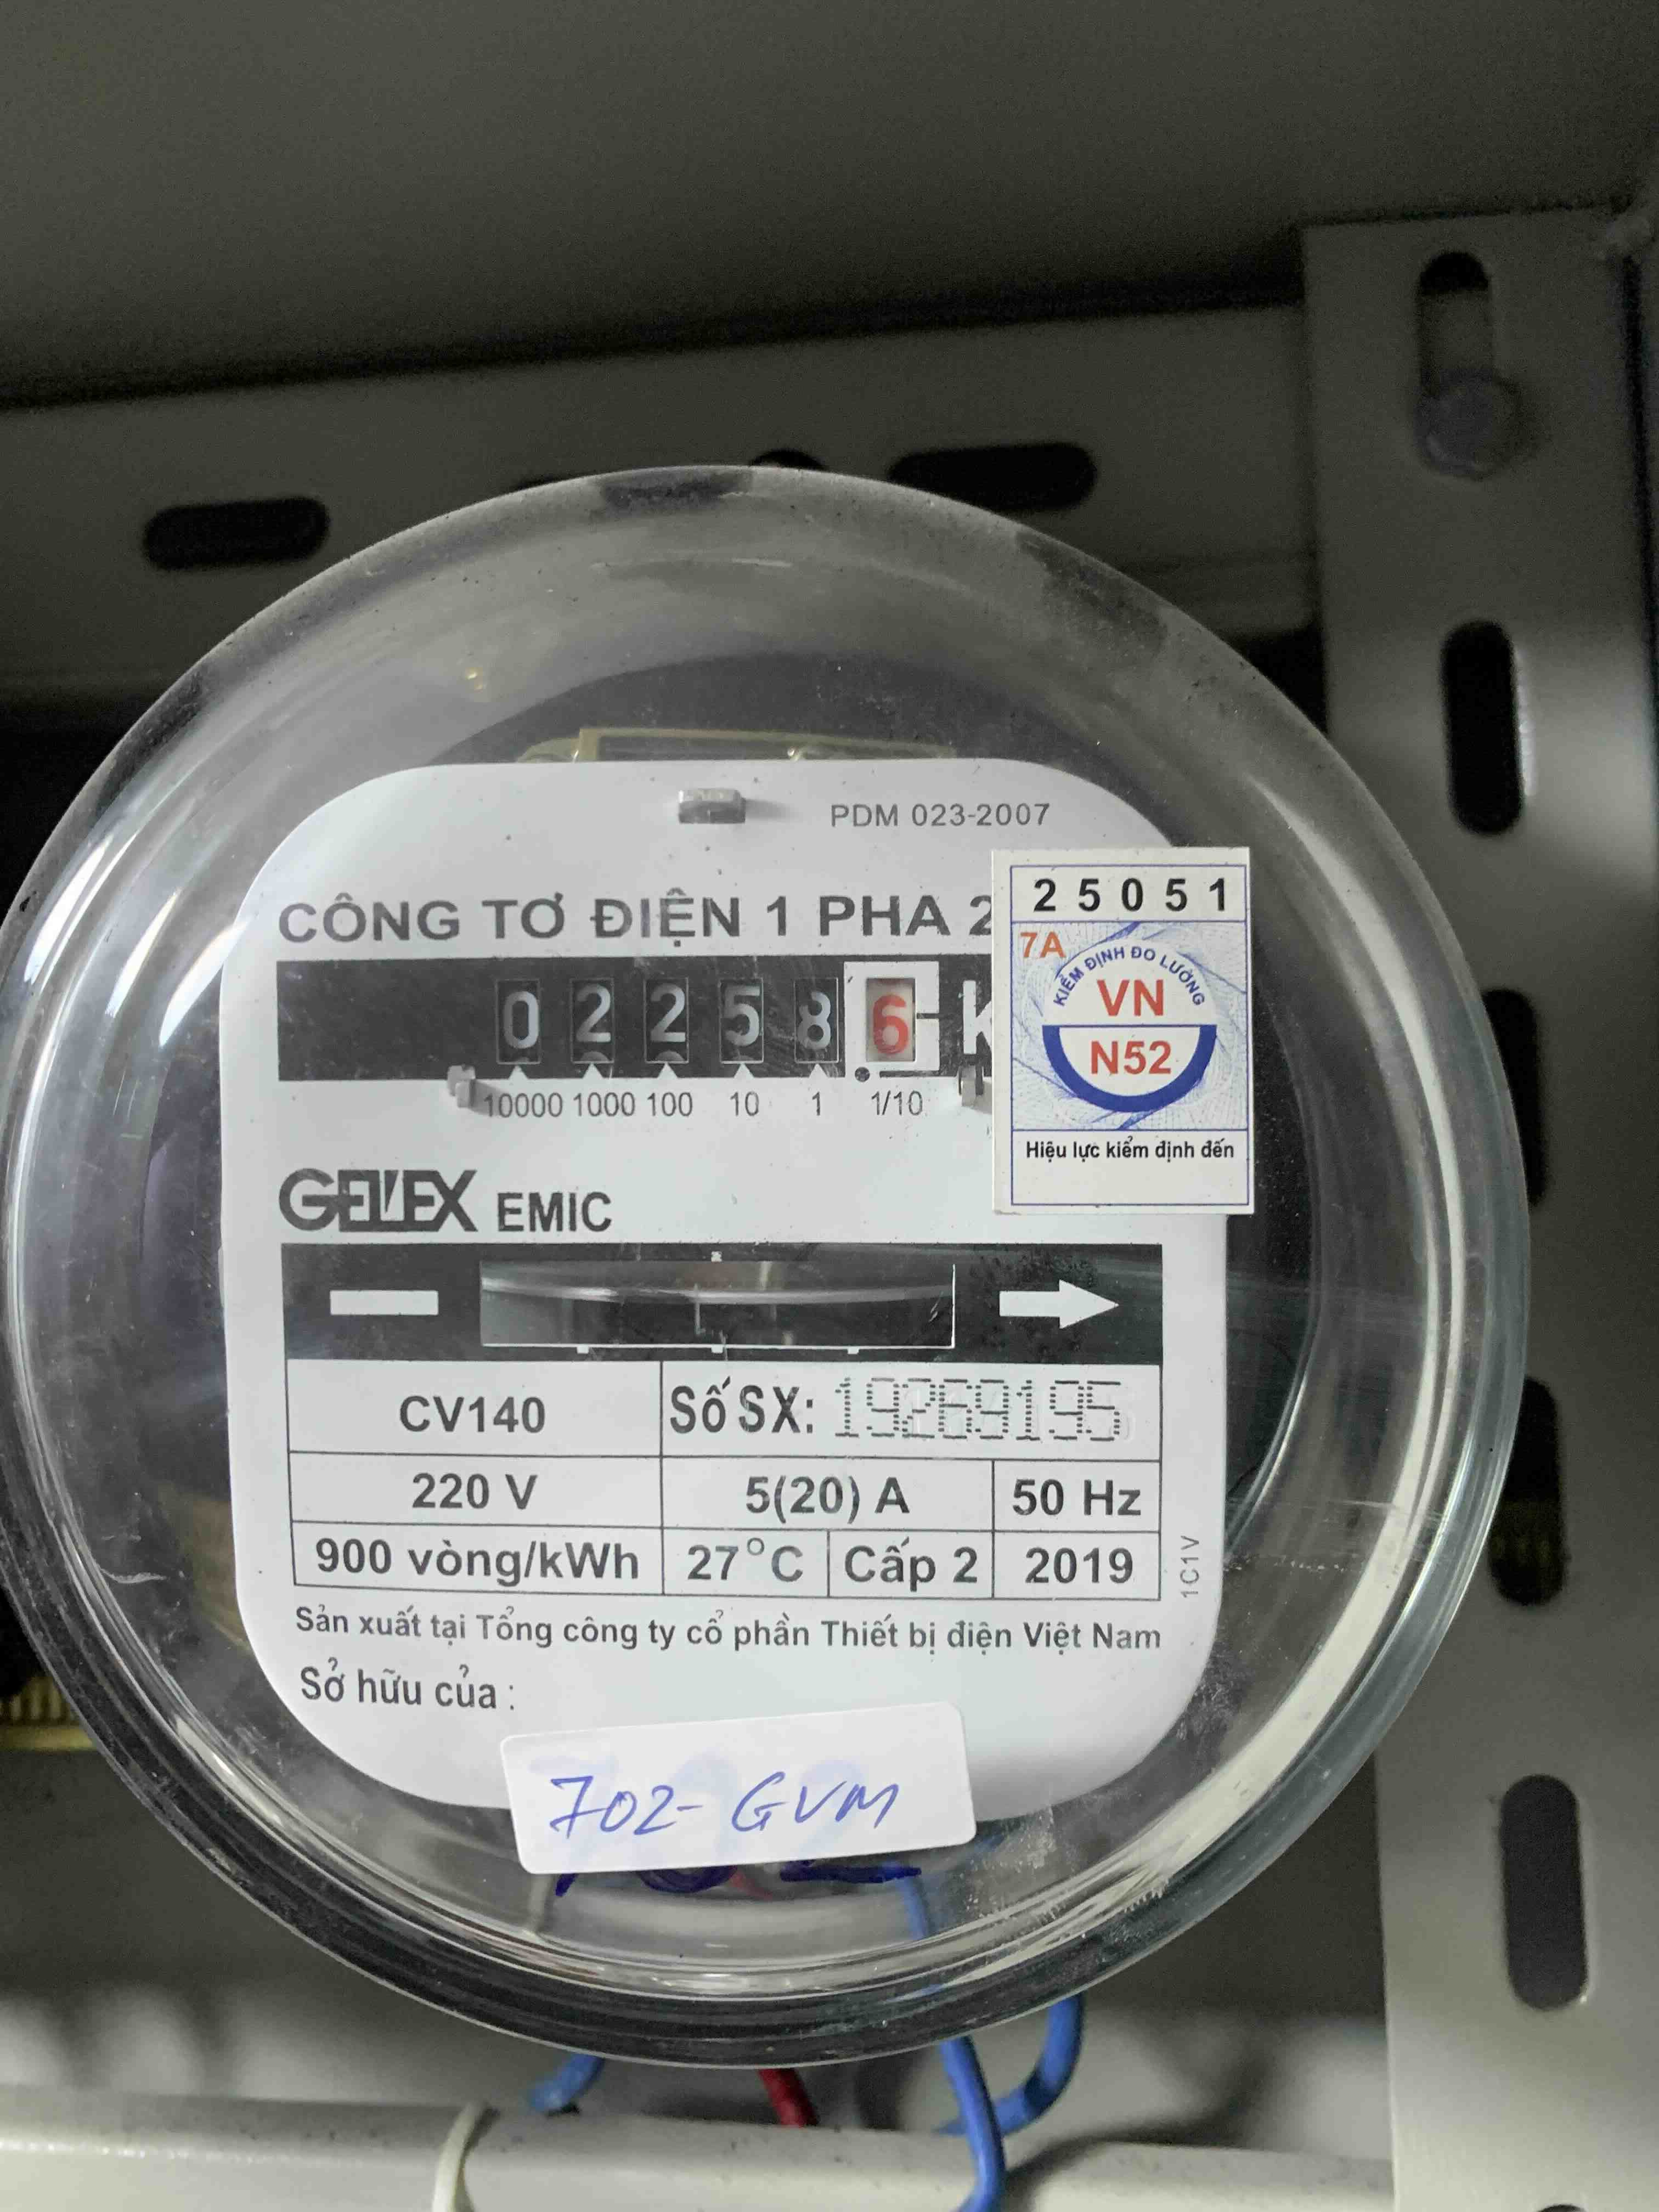 PDM 023-2007
CÔNG TƠ ĐIỆN 1 PHA 2
25051
7A
KIỂM ĐỊNH ĐO LƯỜNG
VN
N52
Hiệu lực kiểm định đến
0 2 2 5 8 6 K
10000 1000 100 10 1 1/10
GELEX EMIC
CV140 Số SX: 19269195
220 V 5(20) A 50 Hz
900 vòng/kWh 27°C Cấp 2 2019
1C1V
Sản xuất tại Tổng công ty cổ phần Thiết bị điện Việt Nam
Sở hữu của :
702- GVM
702